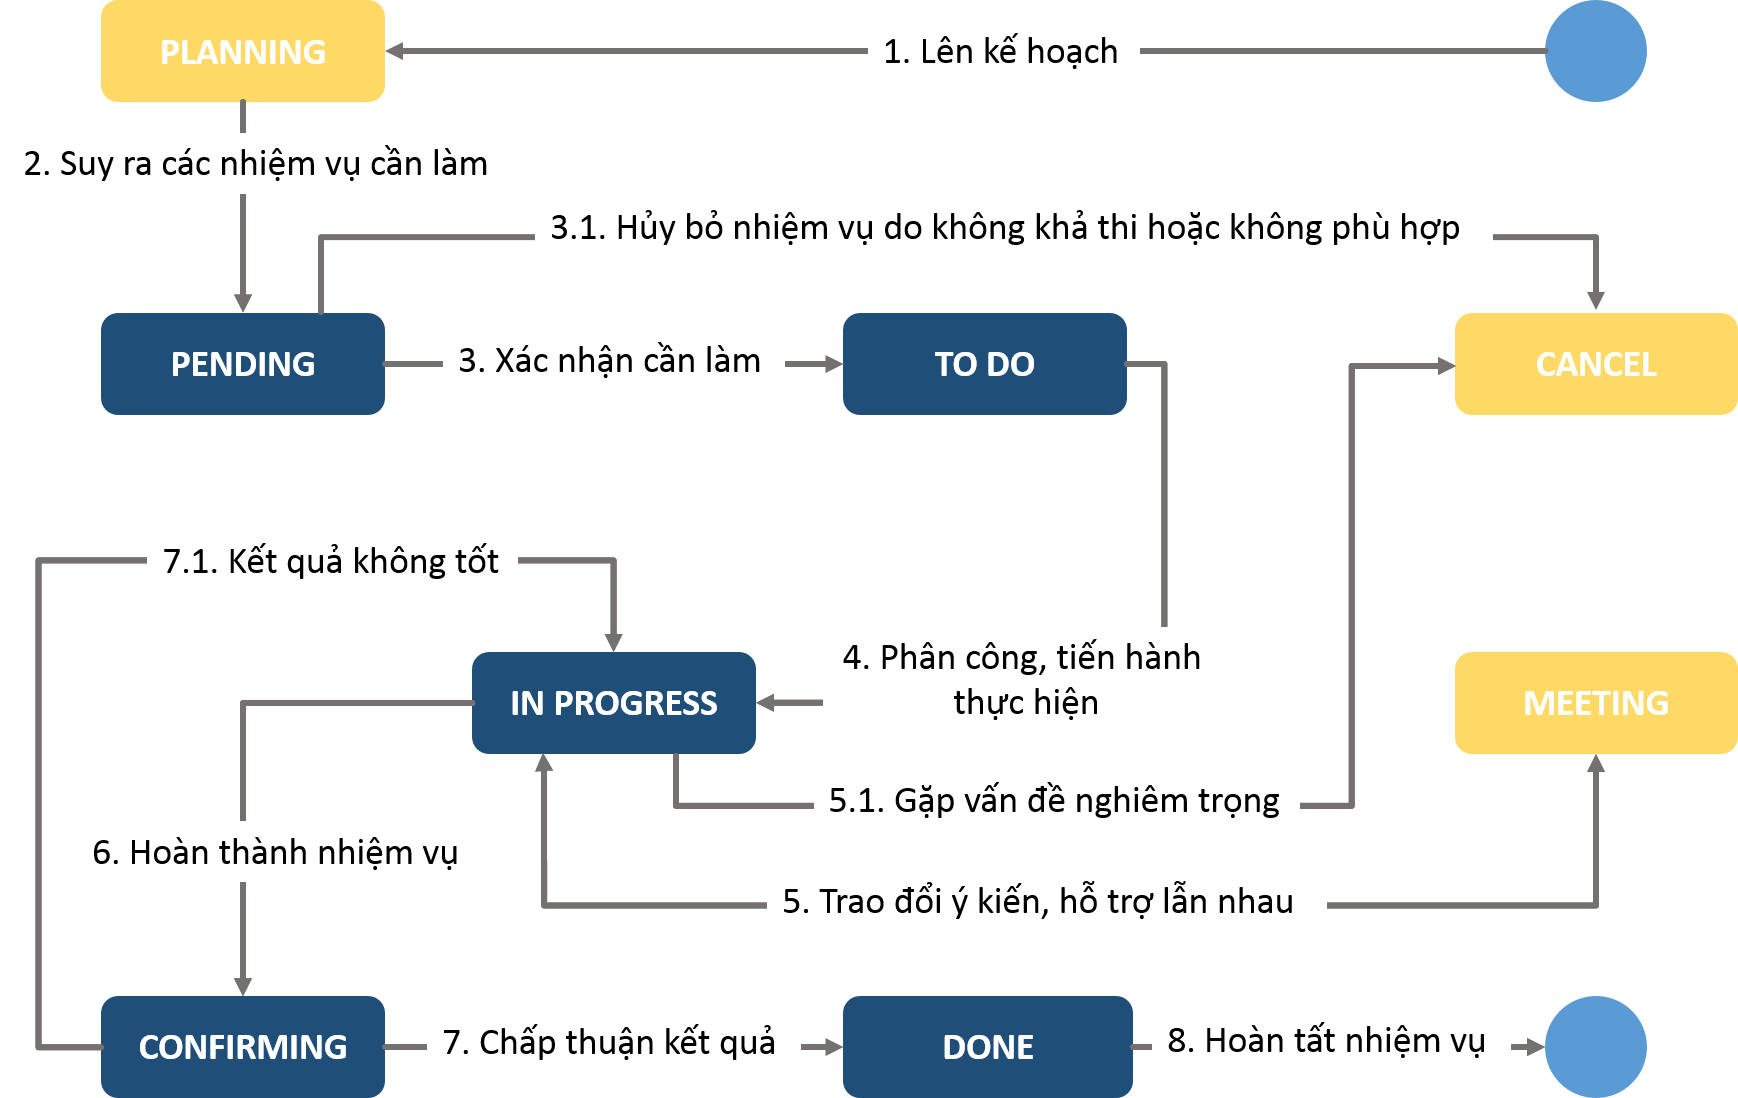 PLANNING
1. Lên kế hoạch
2. Suy ra các nhiệm vụ cần làm
3.1. Hủy bỏ nhiệm vụ do không khả thi hoặc không phù hợp
PENDING
3. Xác nhận cần làm
TO DO
CANCEL
7.1. Kết quả không tốt
IN PROGRESS
4. Phân công, tiến hành
thực hiện
MEETING
5.1. Gặp vấn đề nghiêm trọng
6. Hoàn thành nhiệm vụ
5. Trao đổi ý kiến, hỗ trợ lẫn nhau
CONFIRMING
7. Chấp thuận kết quả
DONE
8. Hoàn tất nhiệm vụ